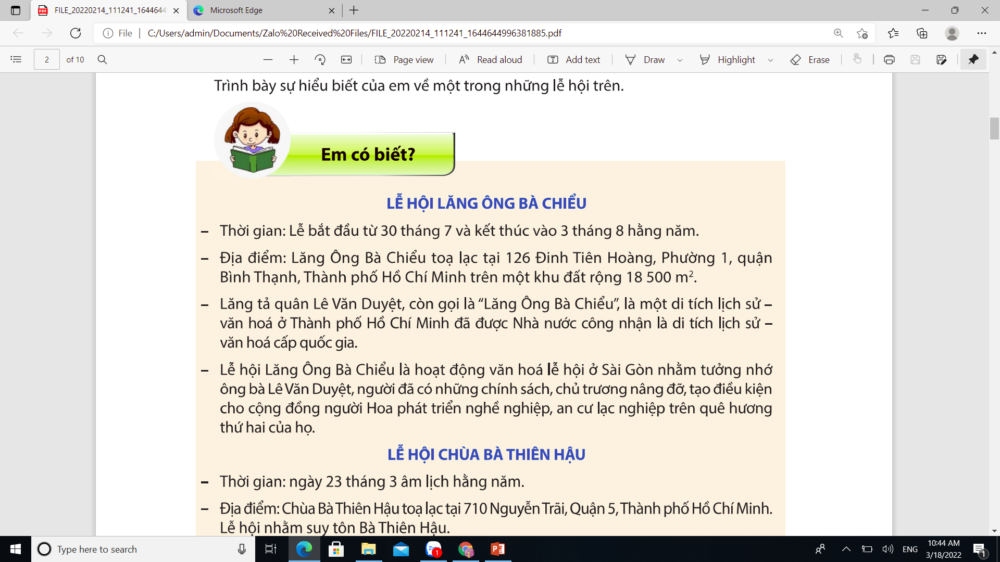 FILE_20220214_111241_1644644
Microsoft Edge
File
C:/Users/admin/Documents/Zalo%20Received%20Files/FILE_20220214_111241_1644644996381885.pdf
2 of 10 Page view Read aloud Add text Draw Highlight Erase
Trình bày sự hiểu biết của em về một trong những lễ hội trên.
Em có biết?
LỄ HỘI LĂNG ÔNG BÀ CHIỂU
– Thời gian: Lễ bắt đầu từ 30 tháng 7 và kết thúc vào 3 tháng 8 hằng năm.
– Địa điểm: Lăng Ông Bà Chiểu toạ lạc tại 126 Đinh Tiên Hoàng, Phường 1, quận
Bình Thạnh, Thành phố Hồ Chí Minh trên một khu đất rộng 18 500 m².
– Lăng tả quân Lê Văn Duyệt, còn gọi là “Lăng Ông Bà Chiểu”, là một di tích lịch sử –
văn hoá ở Thành phố Hồ Chí Minh đã được Nhà nước công nhận là di tích lịch sử –
văn hoá cấp quốc gia.
– Lễ hội Lăng Ông Bà Chiểu là hoạt động văn hoá lễ hội ở Sài Gòn nhằm tưởng nhớ
ông bà Lê Văn Duyệt, người đã có những chính sách, chủ trương nâng đỡ, tạo điều kiện
cho cộng đồng người Hoa phát triển nghề nghiệp, an cư lạc nghiệp trên quê hương
thứ hai của họ.
LỄ HỘI CHÙA BÀ THIÊN HẬU
– Thời gian: ngày 23 tháng 3 âm lịch hằng năm.
– Địa điểm: Chùa Bà Thiên Hậu toạ lạc tại 710 Nguyễn Trãi, Quận 5, Thành phố Hồ Chí Minh.
Lễ hội nhằm suy tôn Bà Thiên Hậu.
Type here to search
ENG
10:44 AM
3/18/2022
1
1